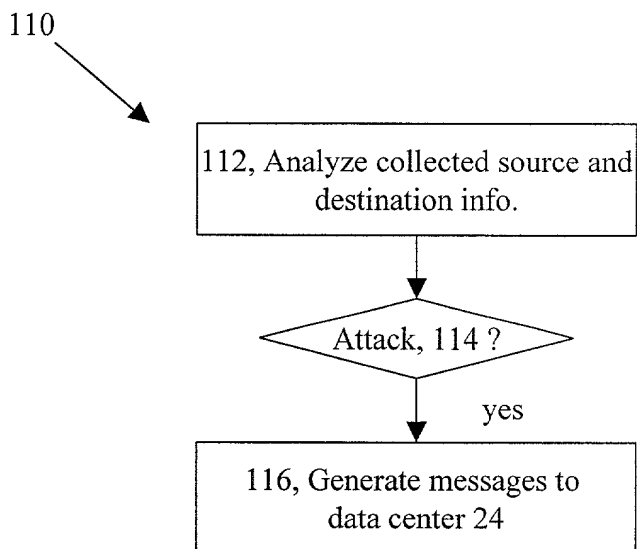 110
112, Analyze collected source and
destination info.
Attack, 114 ?
yes
116, Generate messages to
data center 24